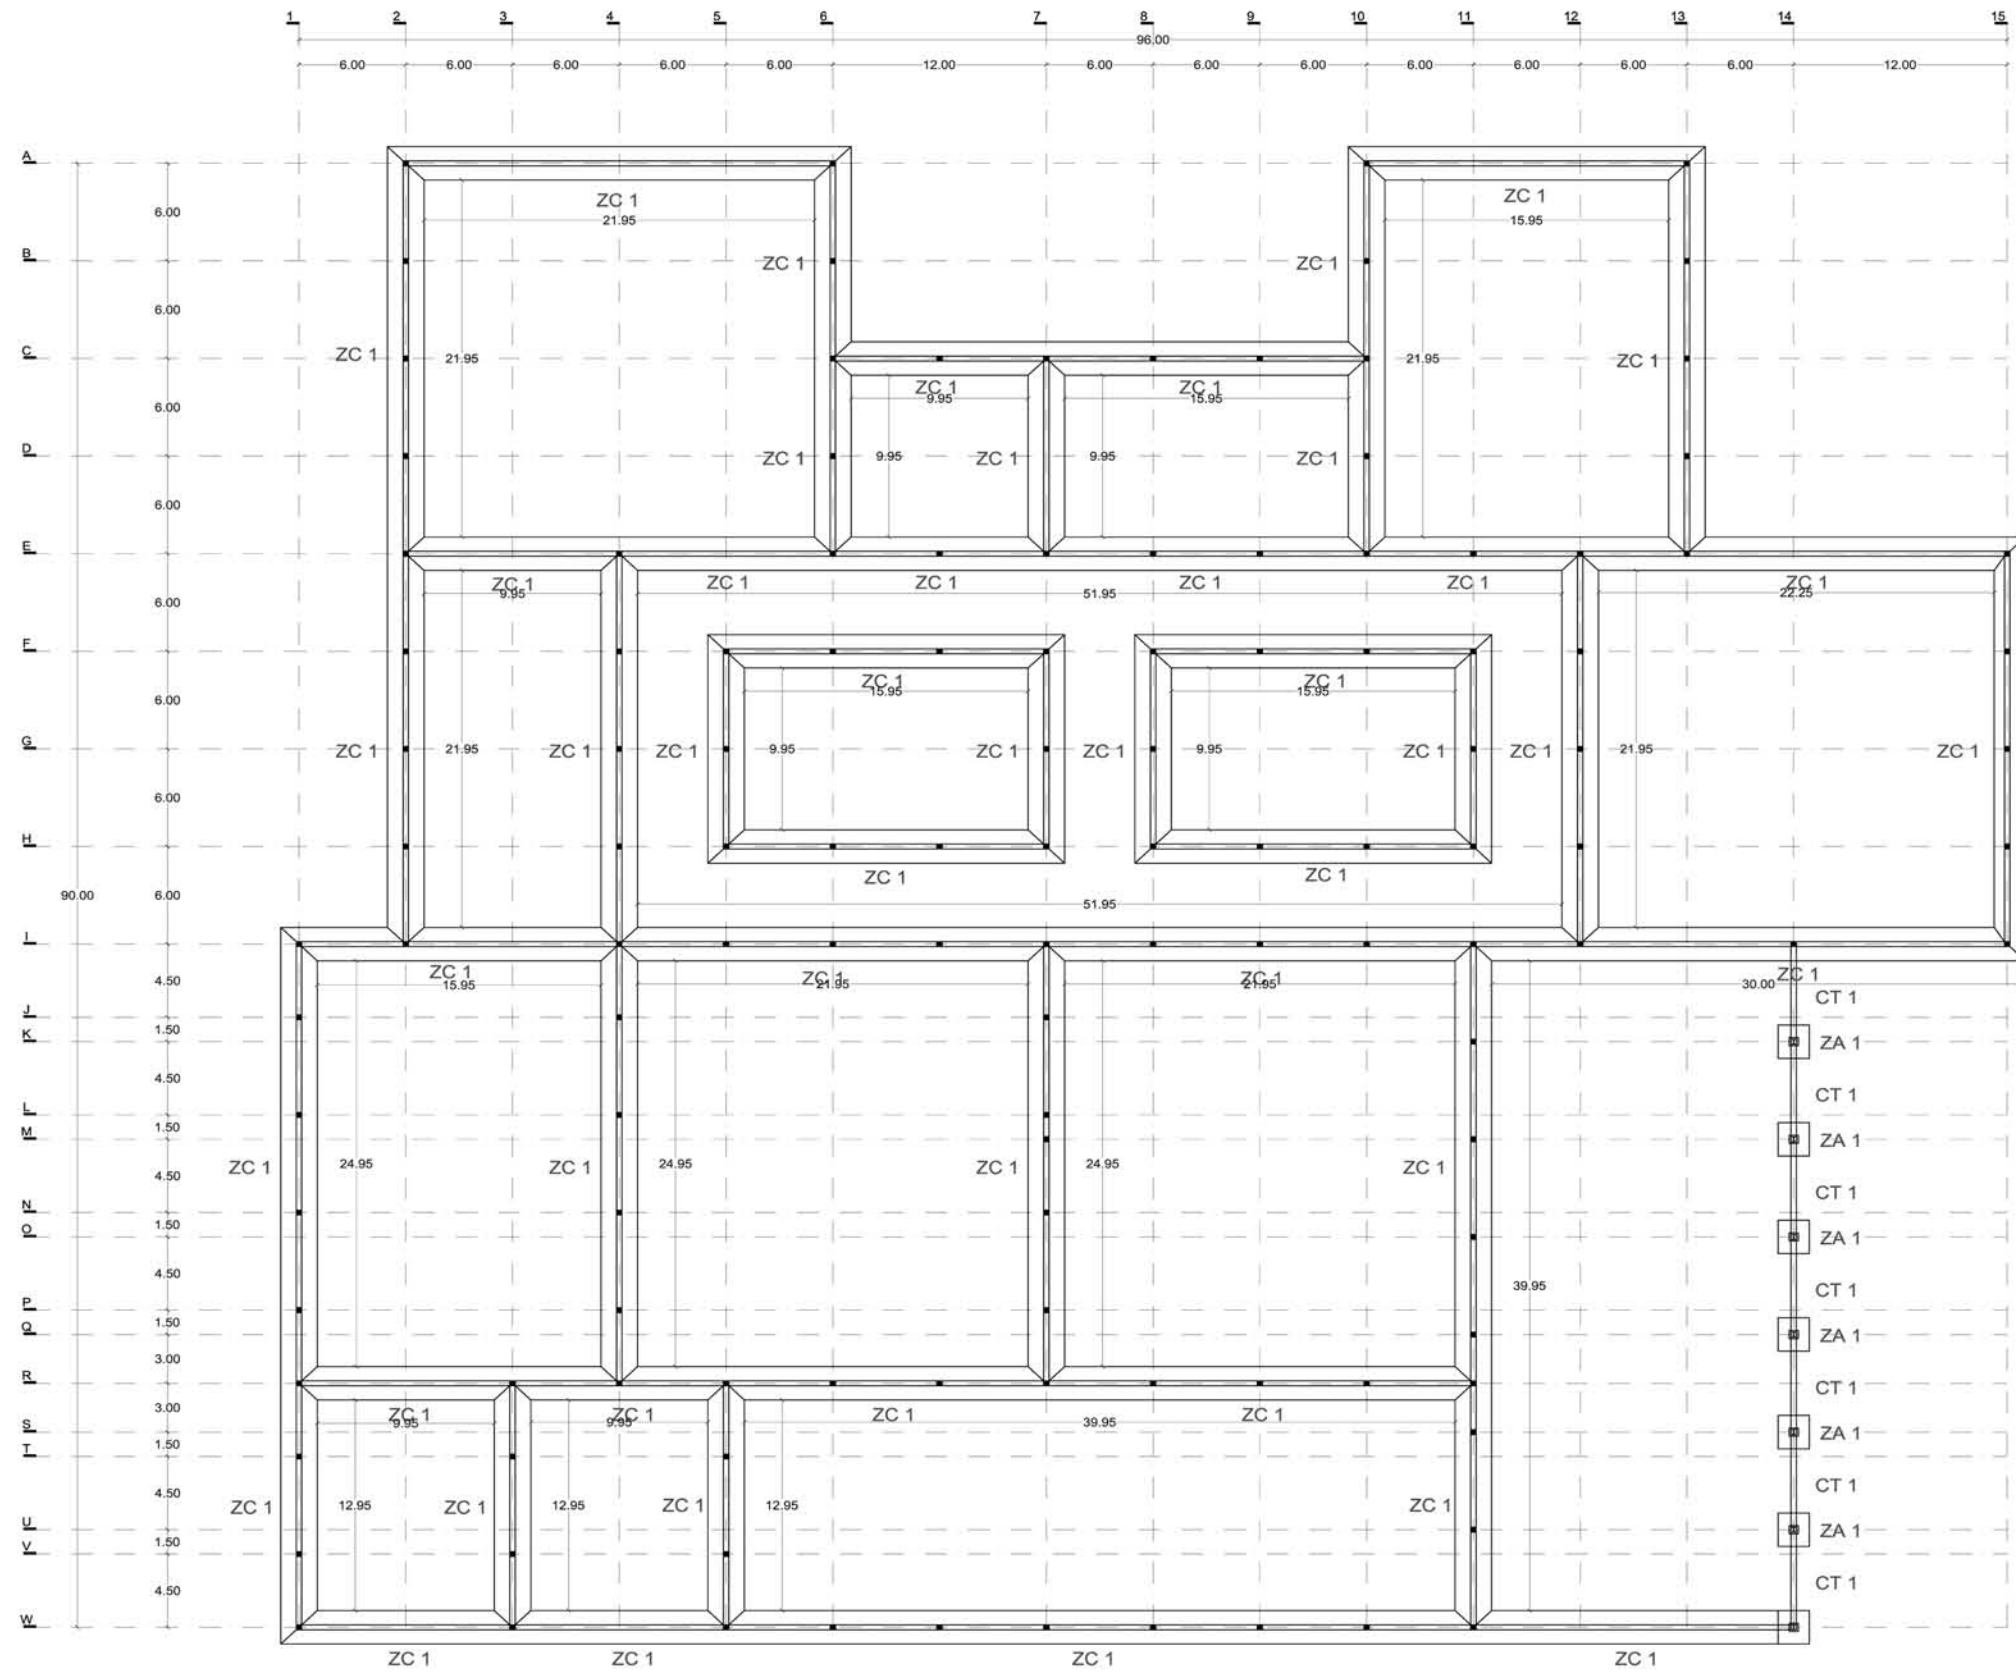 1 2 3 4 5 6 7 8 9 10 11 12 13 14 15
96.00
6.00 6.00 6.00 6.00 6.00 12.00 6.00 6.00 6.00 6.00 6.00 6.00 6.00 12.00
A
ZC 1 ZC 1
6.00 21.95 15.95
B ZC 1 ZC 1
6.00
C ZC 1 21.95 21.95 ZC 1
ZC 1 ZC 1
9.95 15.95
6.00
D ZC 1 9.95 ZC 1 9.95 ZC 1
6.00
E
ZC 1 ZC 1 ZC 1 ZC 1 ZC 1 ZC 1
6.00 9.95 51.95 22.25
F
ZC 1 ZC 1
6.00 15.95 15.95
G ZC 1 21.95 ZC 1 ZC 1 9.95 ZC 1 ZC 1 9.95 ZC 1 ZC 1 21.95 ZC 1
6.00
H
ZC 1 ZC 1
90.00 6.00 51.95
I
ZC 1 ZC 1 ZC 1 ZC 1
4.50 15.95 21.95 21.95 30.00
CT 1
J
1.50
K ZA 1
4.50 CT 1
L
1.50
M ZA 1
ZC 1 24.95 ZC 1 24.95 ZC 1 24.95 ZC 1
4.50 CT 1
N
1.50
O ZA 1
4.50 39.95 CT 1
P
1.50
Q ZA 1
3.00
R CT 1
3.00 ZC 1 ZC 1 ZC 1 ZC 1
9.95 9.95 39.95
S ZA 1
1.50
T
4.50 CT 1
ZC 1 12.95 ZC 1 12.95 ZC 1 12.95 ZC 1
U ZA 1
1.50
V
4.50 CT 1
W
ZC 1 ZC 1 ZC 1 ZC 1